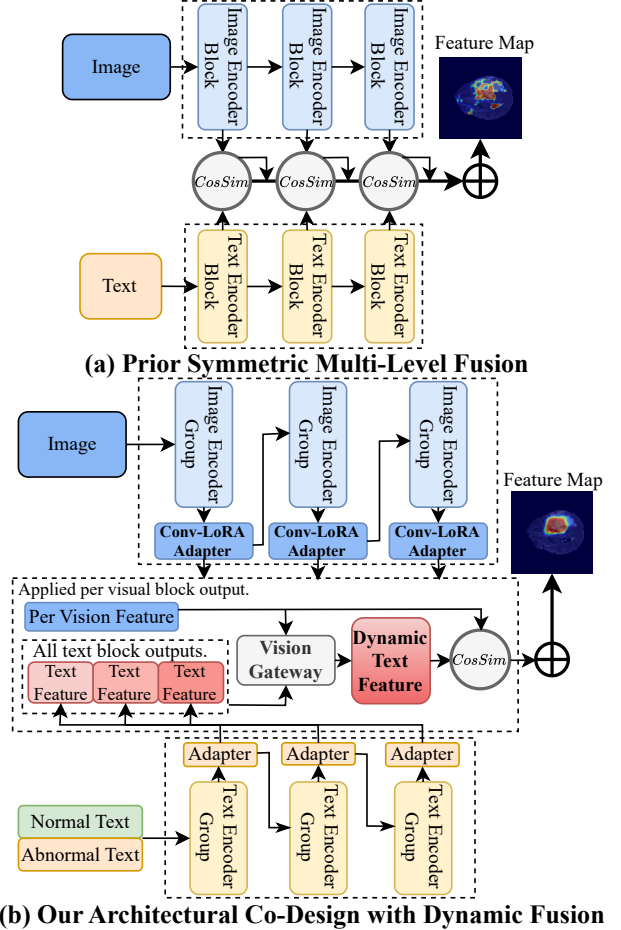 Image
Image Encoder
Block
Image Encoder
Block
Image Encoder
Block
Feature Map
CosSim
CosSim
CosSim
Text
Text Encoder
Block
Text Encoder
Block
Text Encoder
Block
(a) Prior Symmetric Multi-Level Fusion
Image
Image Encoder
Group
Image Encoder
Group
Image Encoder
Group
Conv-LoRA
Adapter
Conv-LoRA
Adapter
Conv-LoRA
Adapter
Feature Map
Applied per visual block output.
Per Vision Feature
All text block outputs.
Text
Feature
Text
Feature
Text
Feature
Vision
Gateway
Dynamic
Text
Feature
CosSim
Adapter
Adapter
Adapter
Normal Text
Abnormal Text
Text Encoder
Group
Text Encoder
Group
Text Encoder
Group
(b) Our Architectural Co-Design with Dynamic Fusion